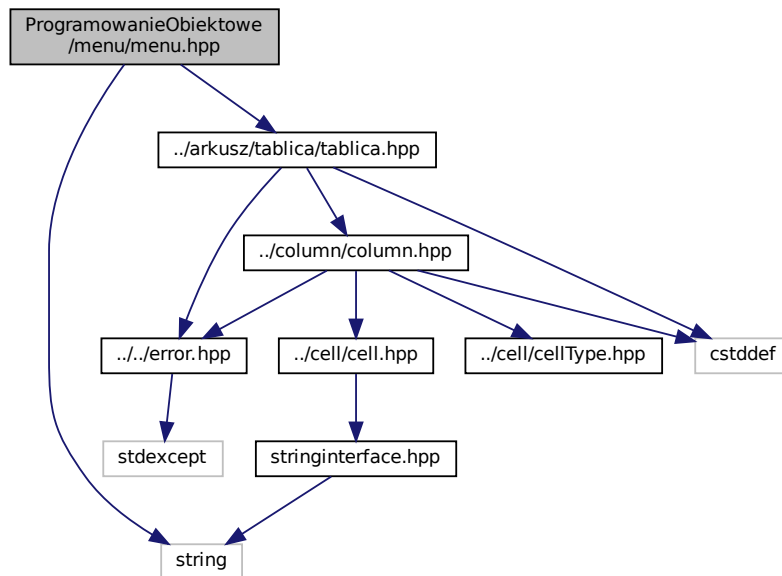 ProgramowanieObiektowe
/menu/menu.hpp
../arkusz/tablica/tablica.hpp
../column/column.hpp
../../error.hpp
../cell/cell.hpp
../cell/cellType.hpp
cstddef
stdexcept
stringinterface.hpp
string